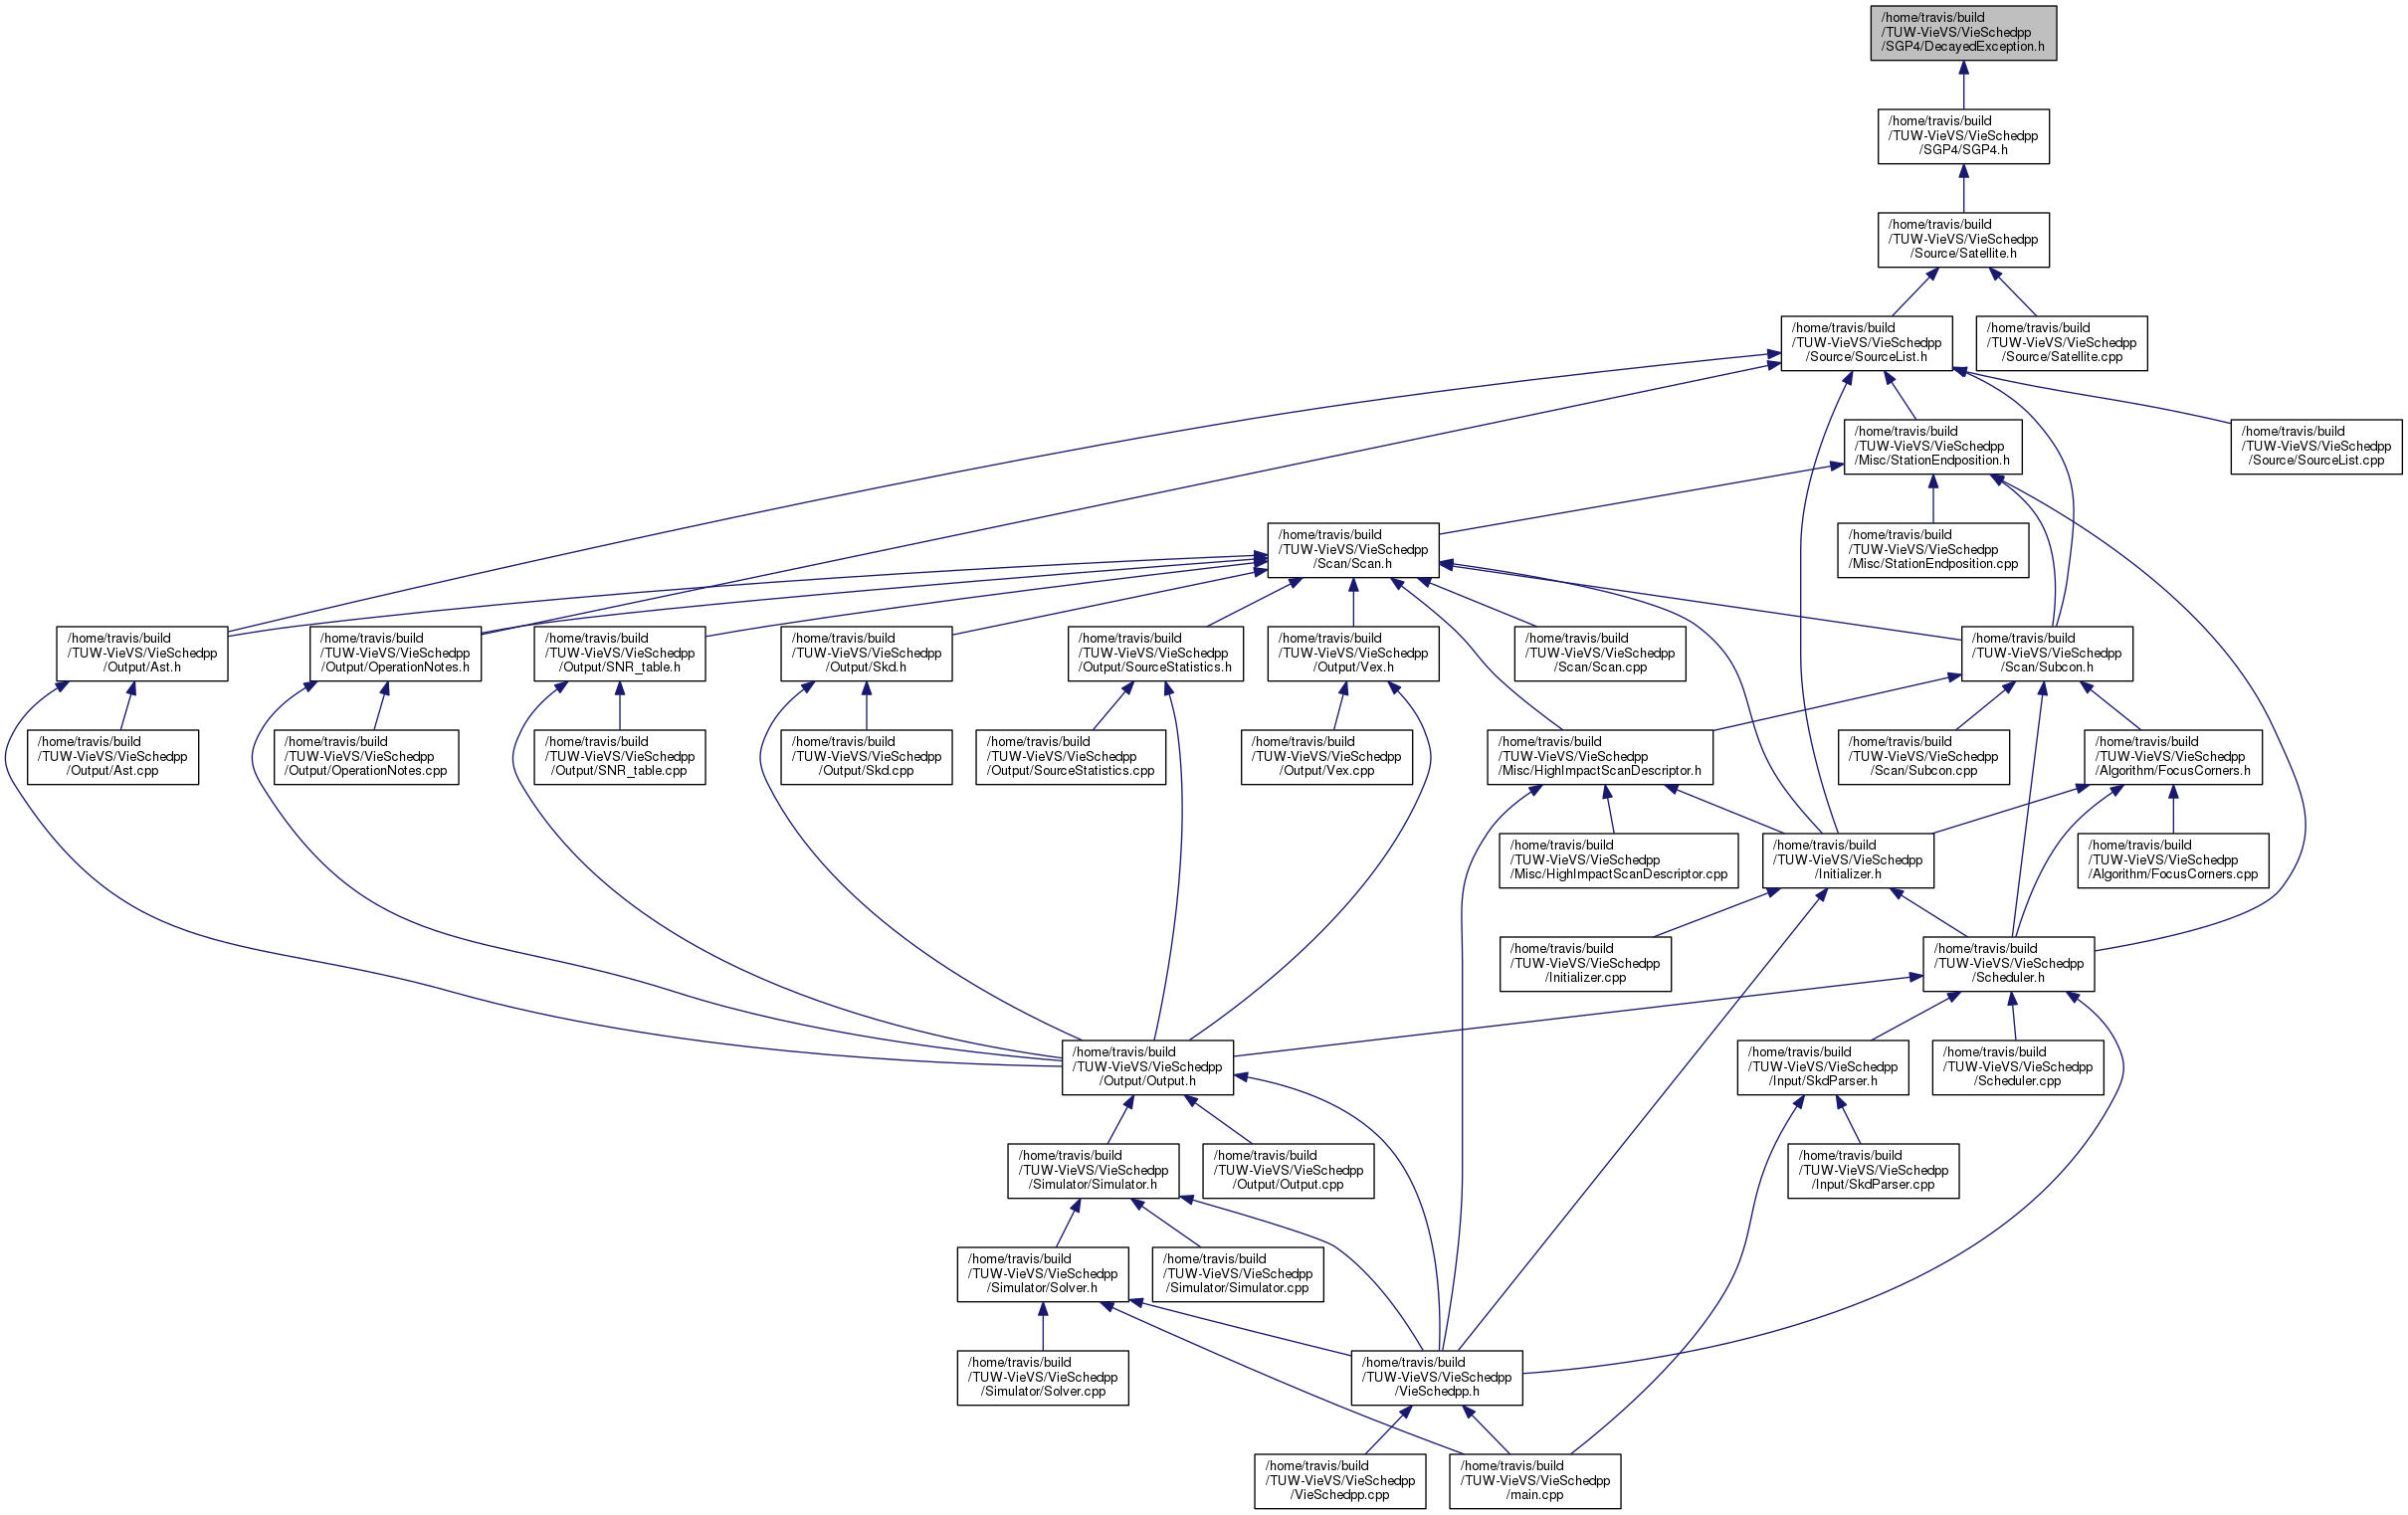 /home/travis/build
/TUW-VieVS/VieSchedpp
/SGP4/DecayedException.h
/home/travis/build
/TUW-VieVS/VieSchedpp
/SGP4/SGP4.h
/home/travis/build
/TUW-VieVS/VieSchedpp
/Source/Satellite.h
/home/travis/build
/TUW-VieVS/VieSchedpp
/Source/SourceList.h
/home/travis/build
/TUW-VieVS/VieSchedpp
/Source/Satellite.cpp
/home/travis/build
/TUW-VieVS/VieSchedpp
/Misc/StationEndposition.h
/home/travis/build
/TUW-VieVS/VieSchedpp
/Source/SourceList.cpp
/home/travis/build
/TUW-VieVS/VieSchedpp
/Scan/Scan.h
/home/travis/build
/TUW-VieVS/VieSchedpp
/Misc/StationEndposition.cpp
/home/travis/build
/TUW-VieVS/VieSchedpp
/Output/Ast.h
/home/travis/build
/TUW-VieVS/VieSchedpp
/Output/OperationNotes.h
/home/travis/build
/TUW-VieVS/VieSchedpp
/Output/SNR_table.h
/home/travis/build
/TUW-VieVS/VieSchedpp
/Output/Skd.h
/home/travis/build
/TUW-VieVS/VieSchedpp
/Output/SourceStatistics.h
/home/travis/build
/TUW-VieVS/VieSchedpp
/Output/Vex.h
/home/travis/build
/TUW-VieVS/VieSchedpp
/Scan/Scan.cpp
/home/travis/build
/TUW-VieVS/VieSchedpp
/Scan/Subcon.h
/home/travis/build
/TUW-VieVS/VieSchedpp
/Output/Ast.cpp
/home/travis/build
/TUW-VieVS/VieSchedpp
/Output/OperationNotes.cpp
/home/travis/build
/TUW-VieVS/VieSchedpp
/Output/SNR_table.cpp
/home/travis/build
/TUW-VieVS/VieSchedpp
/Output/Skd.cpp
/home/travis/build
/TUW-VieVS/VieSchedpp
/Output/SourceStatistics.cpp
/home/travis/build
/TUW-VieVS/VieSchedpp
/Output/Vex.cpp
/home/travis/build
/TUW-VieVS/VieSchedpp
/Misc/HighImpactScanDescriptor.h
/home/travis/build
/TUW-VieVS/VieSchedpp
/Scan/Subcon.cpp
/home/travis/build
/TUW-VieVS/VieSchedpp
/Algorithm/FocusCorners.h
/home/travis/build
/TUW-VieVS/VieSchedpp
/Misc/HighImpactScanDescriptor.cpp
/home/travis/build
/TUW-VieVS/VieSchedpp
/Initializer.h
/home/travis/build
/TUW-VieVS/VieSchedpp
/Algorithm/FocusCorners.cpp
/home/travis/build
/TUW-VieVS/VieSchedpp
/Initializer.cpp
/home/travis/build
/TUW-VieVS/VieSchedpp
/Scheduler.h
/home/travis/build
/TUW-VieVS/VieSchedpp
/Output/Output.h
/home/travis/build
/TUW-VieVS/VieSchedpp
/Input/SkdParser.h
/home/travis/build
/TUW-VieVS/VieSchedpp
/Scheduler.cpp
/home/travis/build
/TUW-VieVS/VieSchedpp
/Simulator/Simulator.h
/home/travis/build
/TUW-VieVS/VieSchedpp
/Output/Output.cpp
/home/travis/build
/TUW-VieVS/VieSchedpp
/Input/SkdParser.cpp
/home/travis/build
/TUW-VieVS/VieSchedpp
/Simulator/Solver.h
/home/travis/build
/TUW-VieVS/VieSchedpp
/Simulator/Simulator.cpp
/home/travis/build
/TUW-VieVS/VieSchedpp
/Simulator/Solver.cpp
/home/travis/build
/TUW-VieVS/VieSchedpp
/VieSchedpp.h
/home/travis/build
/TUW-VieVS/VieSchedpp
/VieSchedpp.cpp
/home/travis/build
/TUW-VieVS/VieSchedpp
/main.cpp